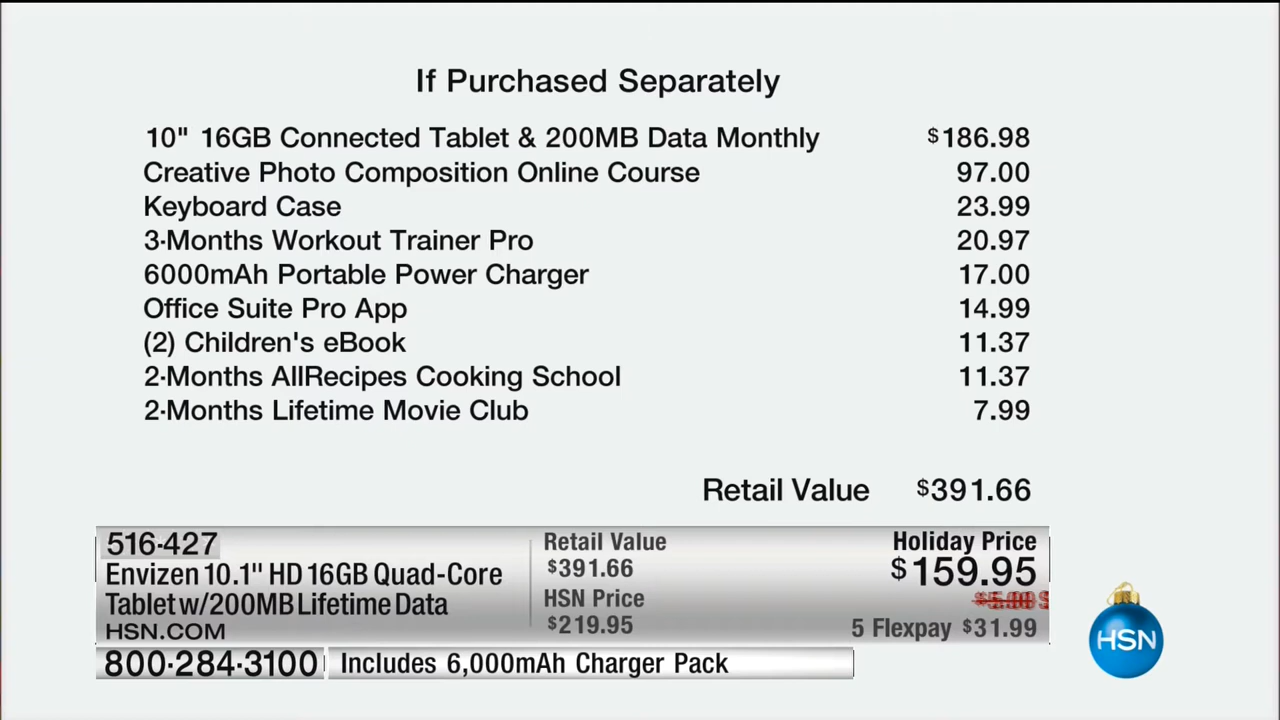 If Purchased Separately
10" 16GB Connected Tablet & 200MB Data Monthly $186.98
Creative Photo Composition Online Course 97.00
Keyboard Case 23.99
3-Months Workout Trainer Pro 20.97
6000mAh Portable Power Charger 17.00
Office Suite Pro App 14.99
(2) Children's eBook 11.37
2-Months AllRecipes Cooking School 11.37
2-Months Lifetime Movie Club 7.99
Retail Value $391.66
516-427
Envizen 10.1" HD 16GB Quad-Core
Tablet w/200MB Lifetime Data
HSN.COM
Retail Value
$391.66
HSN Price
$219.95
Holiday Price
$159.95
5 Flexpay $31.99
800-284-3100 Includes 6,000mAh Charger Pack
HSN